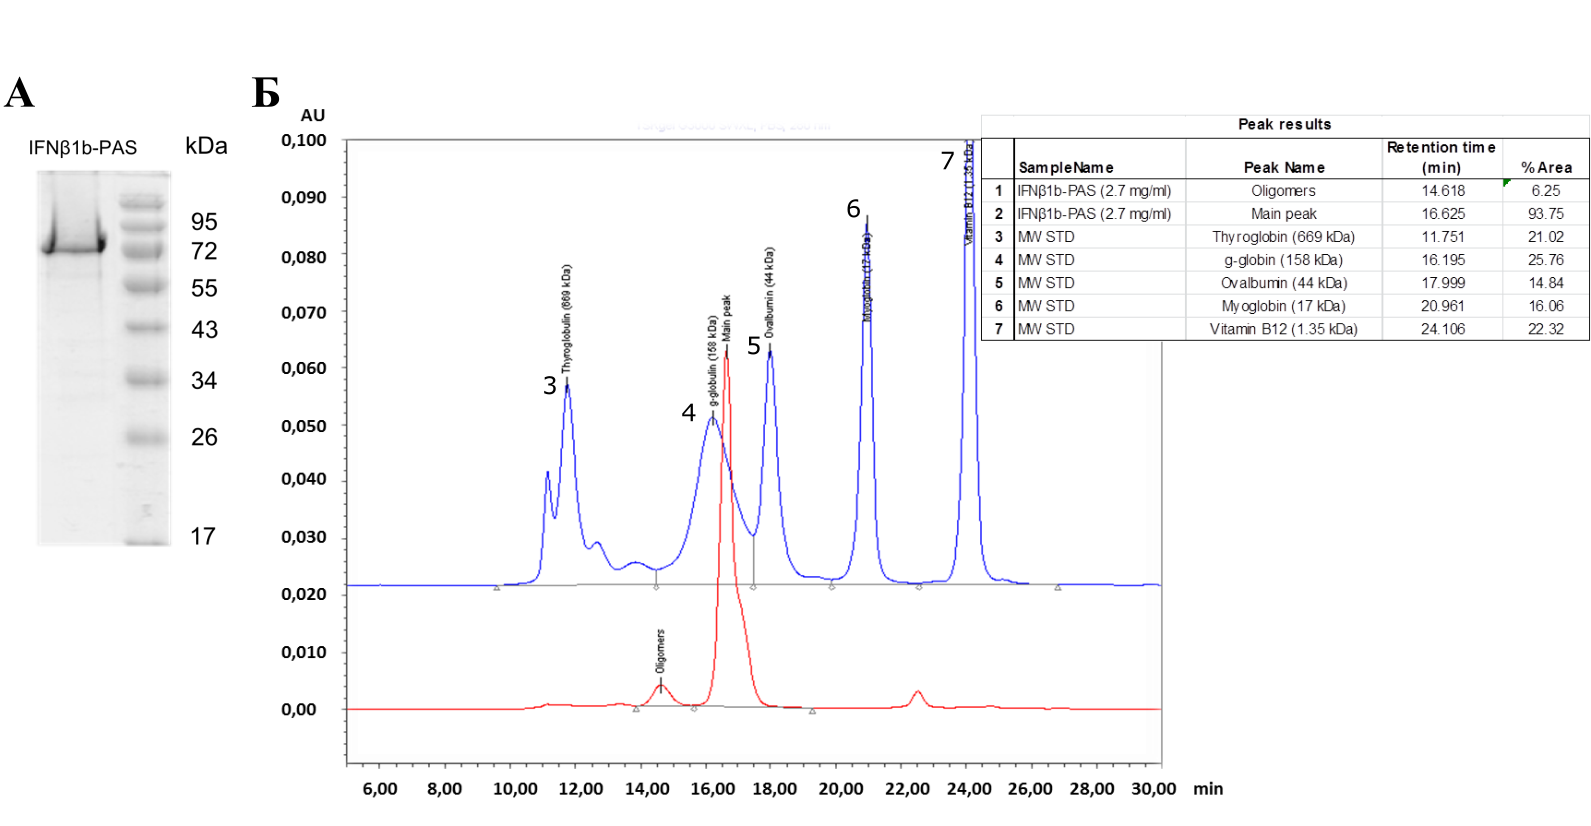 А
Б
IFNβ1b-PAS
kDa
95
72
55
43
34
26
17
AU
0,100
0,090
0,080
0,070
0,060
0,050
0,040
0,030
0,020
0,010
0,00
3
Thyroglobulin (669 kDa)
4
g-globulin (158 kDa)
Main peak
5
Ovalbumin (44 kDa)
6
Myoglobin (17 kDa)
7
Vitamin B12 (1.35 kDa)
Oligomers
6,00 8,00 10,00 12,00 14,00 16,00 18,00 20,00 22,00 24,00 26,00 28,00 30,00 min
Peak results
SampleName Peak Name Retention time (min) % Area
1 IFNβ1b-PAS (2.7 mg/ml) Oligomers 14.618 6.25
2 IFNβ1b-PAS (2.7 mg/ml) Main peak 16.625 93.75
3 MW STD Thyroglobin (669 kDa) 11.751 21.02
4 MW STD g-globin (158 kDa) 16.195 25.76
5 MW STD Ovalbumin (44 kDa) 17.999 14.84
6 MW STD Myoglobin (17 kDa) 20.961 16.06
7 MW STD Vitamin B12 (1.35 kDa) 24.106 22.32